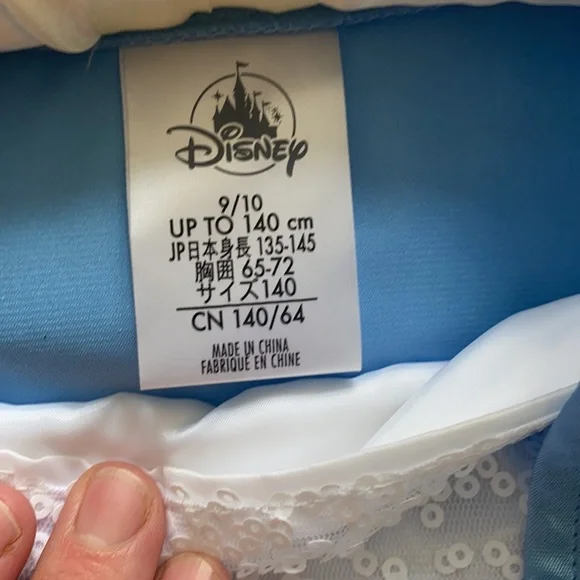 Disney
9/10
UP TO 140 cm
JP日本身長 135-145
胸囲 65-72
サイズ140
CN 140/64
MADE IN CHINA
FABRIQUÉ EN CHINE